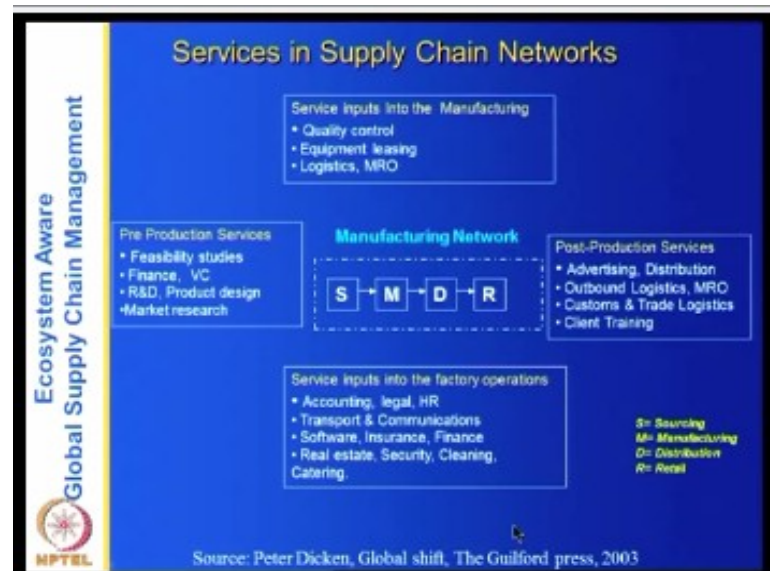 Services in Supply Chain Networks
Ecosystem Aware
Global Supply Chain Management
Service inputs Into the Manufacturing
• Quality control
• Equipment leasing
• Logistics, MRO
Pre Production Services
• Feasibility studies
• Finance, VC
• R&D, Product design
•Market research
Manufacturing Network
S M D R
Post-Production Services
• Advertising, Distribution
• Outbound Logistics, MRO
• Customs & Trade Logistics
• Client Training
Service inputs into the factory operations
• Accounting, legal, HR
• Transport & Communications
• Software, Insurance, Finance
• Real estate, Security, Cleaning,
Catering.
S= Sourcing
M= Manufacturing
D= Distribution
R= Retail
NPTEL
Source: Peter Dicken, Global shift, The Guilford press, 2003